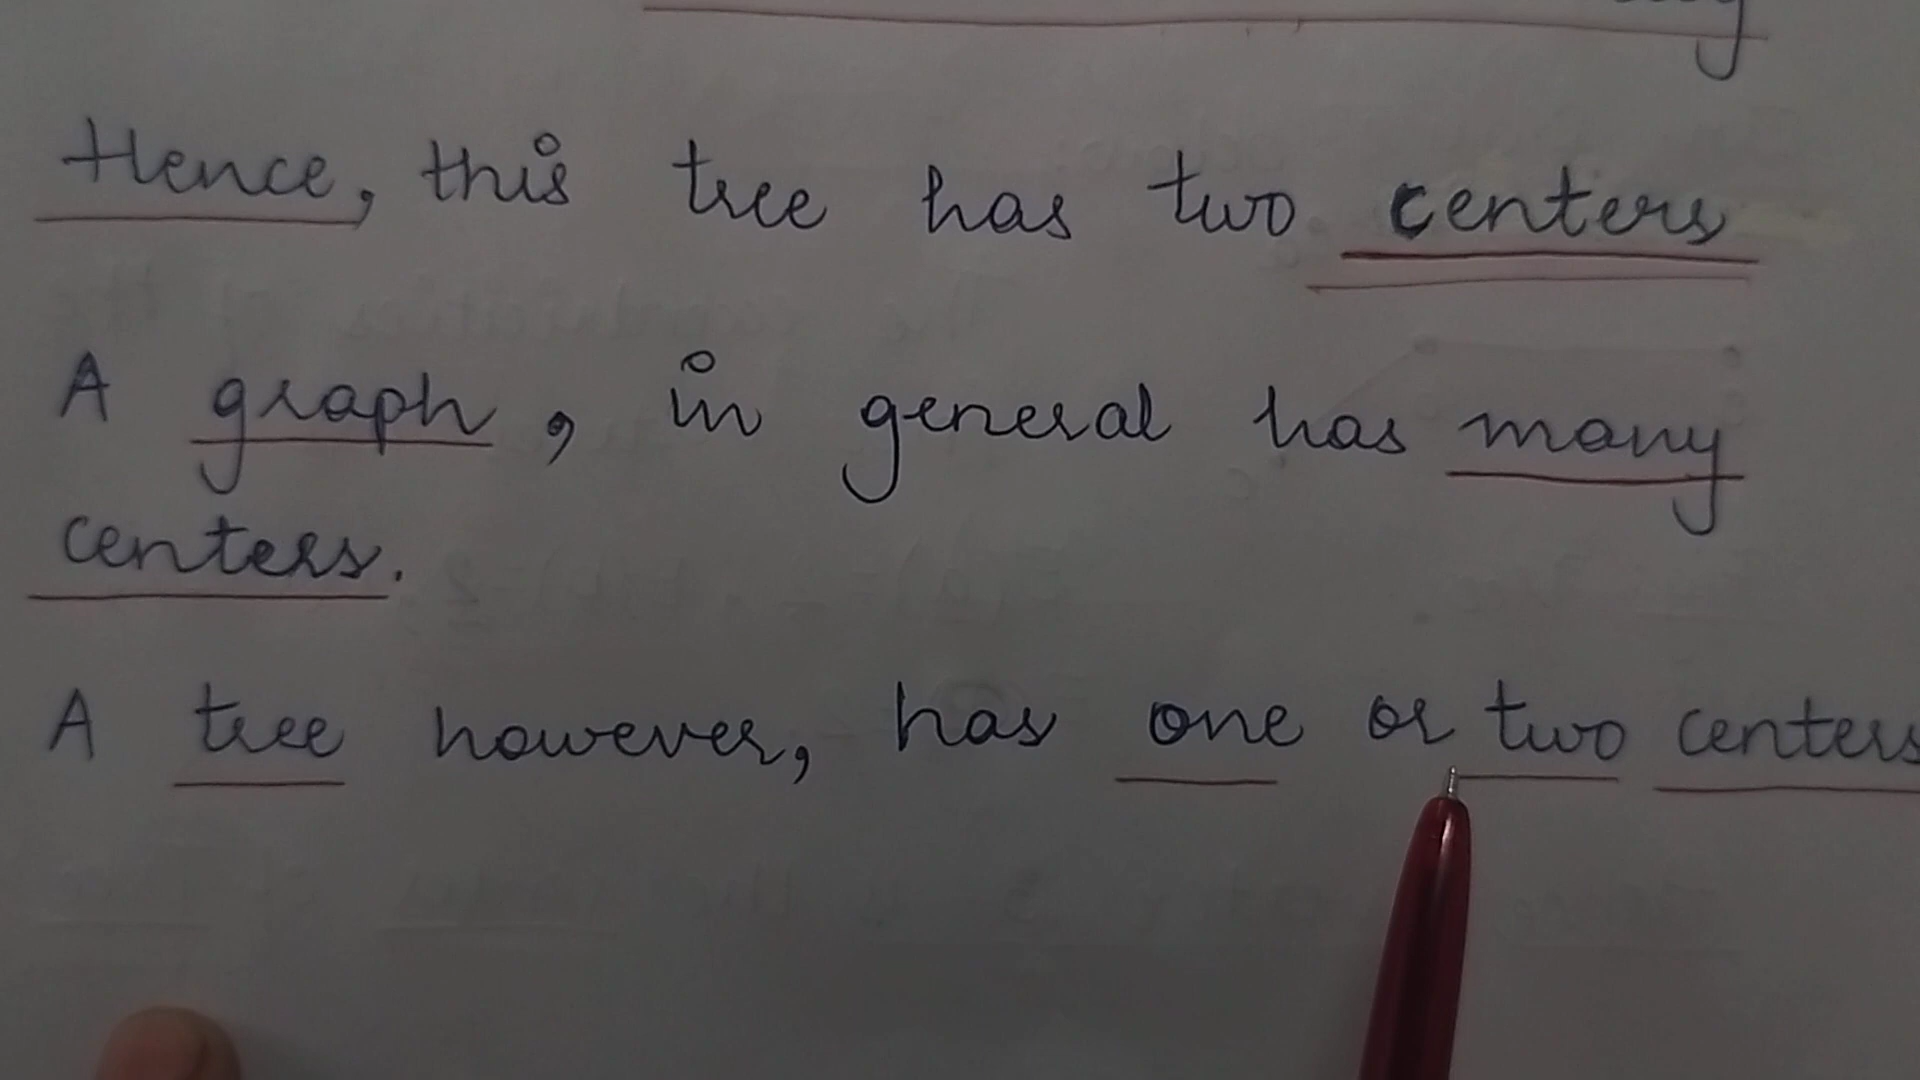 Hence, this tree has two centers
A graph, in general has many
centers.
A tree however, has one or two centers